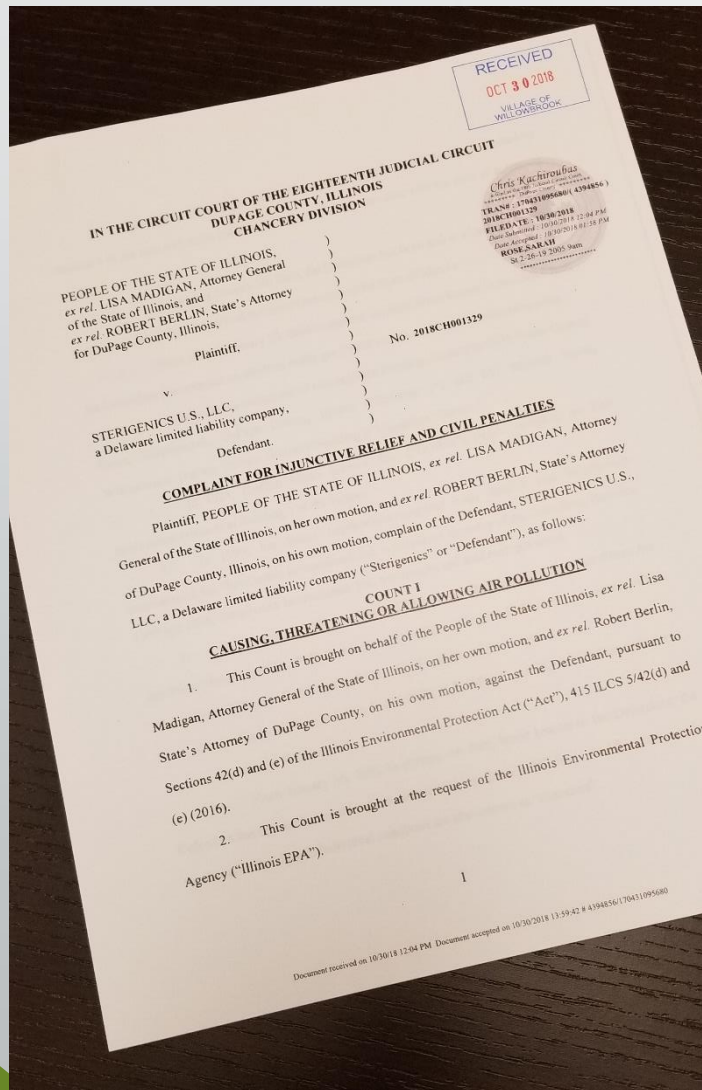 RECEIVED
OCT 30 2018
VILLAGE OF
WILLOWBROOK
Chris Kachiroubas
TRAN# : 170431095680/( 4394856 )
2018CH001329
FILEDATE : 10/30/2018
Date Submitted : 10/30/2018 12:04 PM
Date Accepted : 10/30/2018 01:58 PM
ROSE,SARAH
St 2-26-19 2005 9am
IN THE CIRCUIT COURT OF THE EIGHTEENTH JUDICIAL CIRCUIT
DUPAGE COUNTY, ILLINOIS
CHANCERY DIVISION
PEOPLE OF THE STATE OF ILLINOIS,
ex rel. LISA MADIGAN, Attorney General
of the State of Illinois, and
ex rel. ROBERT BERLIN, State's Attorney
for DuPage County, Illinois,
Plaintiff,
v.
STERIGENICS U.S., LLC,
a Delaware limited liability company,
Defendant.
)
)
)
)
)
)
)
)
)
)
)
)
)
No. 2018CH001329
COMPLAINT FOR INJUNCTIVE RELIEF AND CIVIL PENALTIES
Plaintiff, PEOPLE OF THE STATE OF ILLINOIS, ex rel. LISA MADIGAN, Attorney
General of the State of Illinois, on her own motion, and ex rel. ROBERT BERLIN, State's Attorney
of DuPage County, Illinois, on his own motion, complain of the Defendant, STERIGENICS U.S.,
LLC, a Delaware limited liability company ("Sterigenics" or "Defendant"), as follows:
COUNT I
CAUSING, THREATENING OR ALLOWING AIR POLLUTION
1. This Count is brought on behalf of the People of the State of Illinois, ex rel. Lisa
Madigan, Attorney General of the State of Illinois, on her own motion, and ex rel. Robert Berlin,
State's Attorney of DuPage County, on his own motion, against the Defendant, pursuant to
Sections 42(d) and (e) of the Illinois Environmental Protection Act ("Act"), 415 ILCS 5/42(d) and
(e) (2016).
2. This Count is brought at the request of the Illinois Environmental Protection
Agency ("Illinois EPA").
1
Document received on 10/30/18 12:04 PM Document accepted on 10/30/2018 13:59:42 # 4394856/170431095680